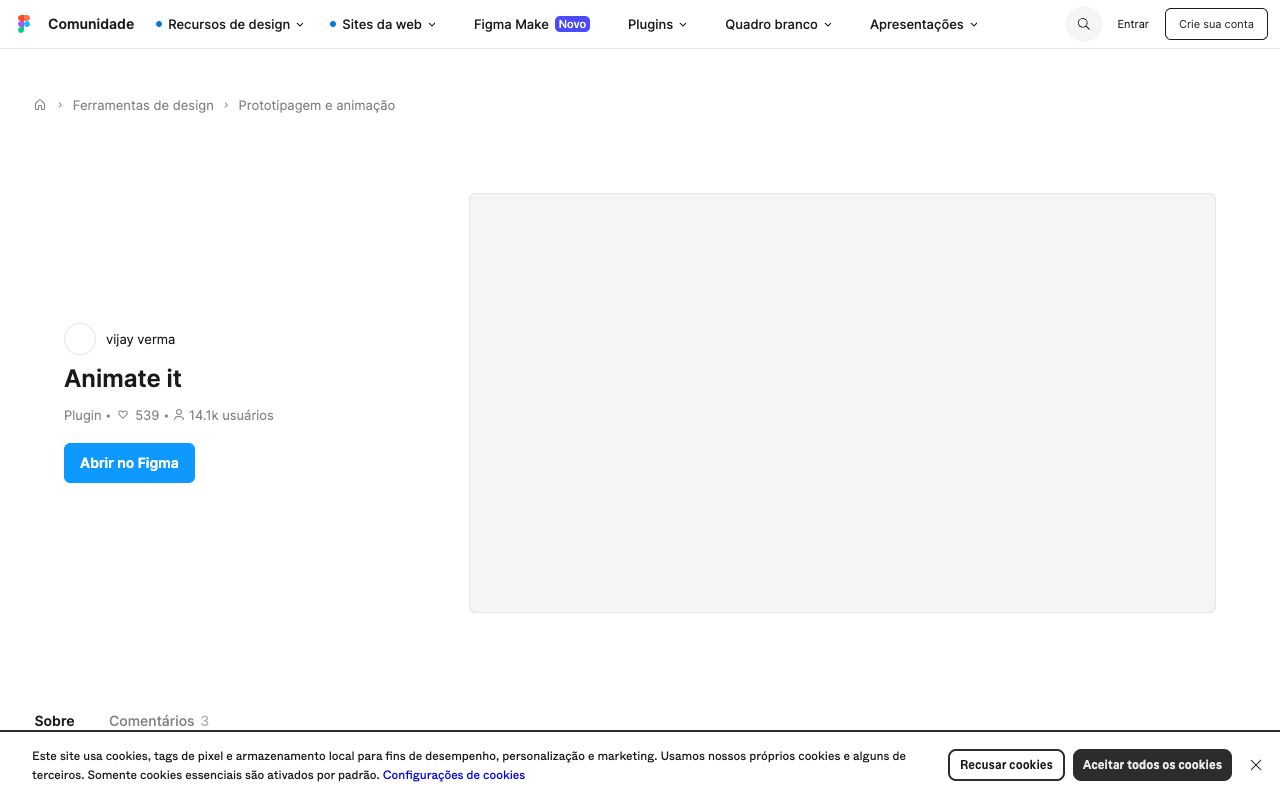 Comunidade
Recursos de design
Sites da web
Figma Make Novo
Plugins
Quadro branco
Apresentações
Entrar
Crie sua conta
Ferramentas de design
Prototipagem e animação
vijay verma
Animate it
Plugin • 539 • 14.1k usuários
Abrir no Figma
Sobre
Comentários 3
Este site usa cookies, tags de pixel e armazenamento local para fins de desempenho, personalização e marketing. Usamos nossos próprios cookies e alguns de
terceiros. Somente cookies essenciais são ativados por padrão. Configurações de cookies
Recusar cookies
Aceitar todos os cookies